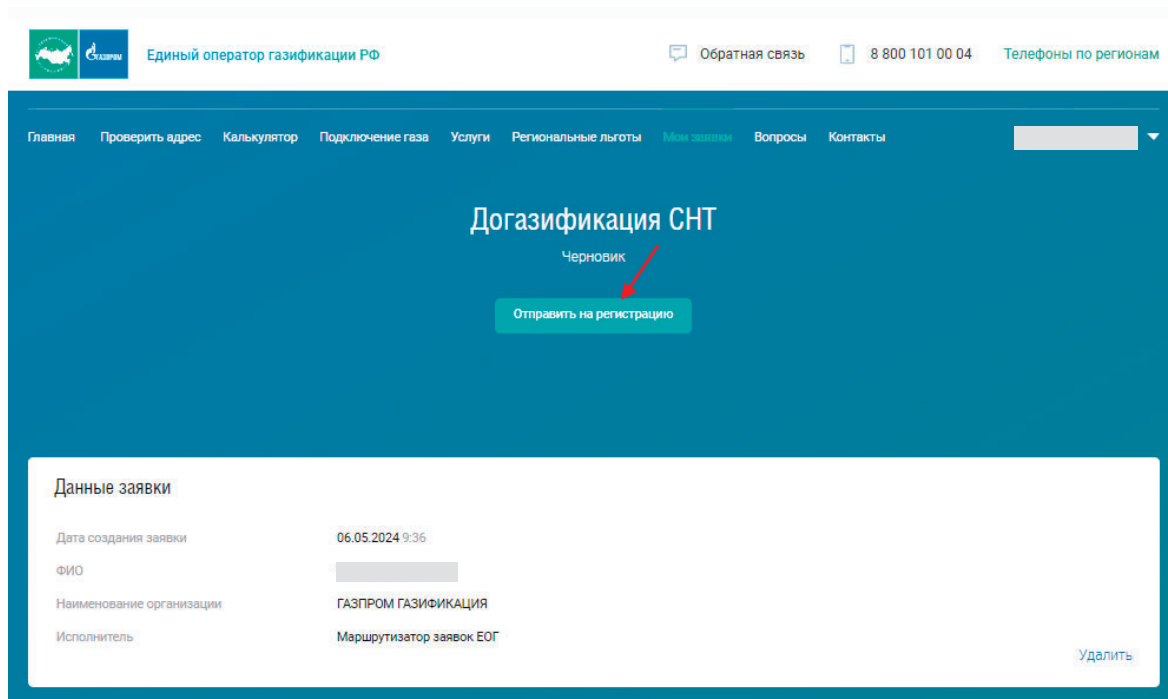 ГАЗПРОМ Единый оператор газификации РФ Обратная связь 8 800 101 00 04 Телефоны по регионам
Главная Проверить адрес Калькулятор Подключение газа Услуги Региональные льготы Мои заявки Вопросы Контакты
Догазификация СНТ
Черновик
Отправить на регистрацию
Данные заявки
Дата создания заявки 06.05.2024 9:36
ФИО
Наименование организации ГАЗПРОМ ГАЗИФИКАЦИЯ
Исполнитель Маршрутизатор заявок ЕОГ
Удалить